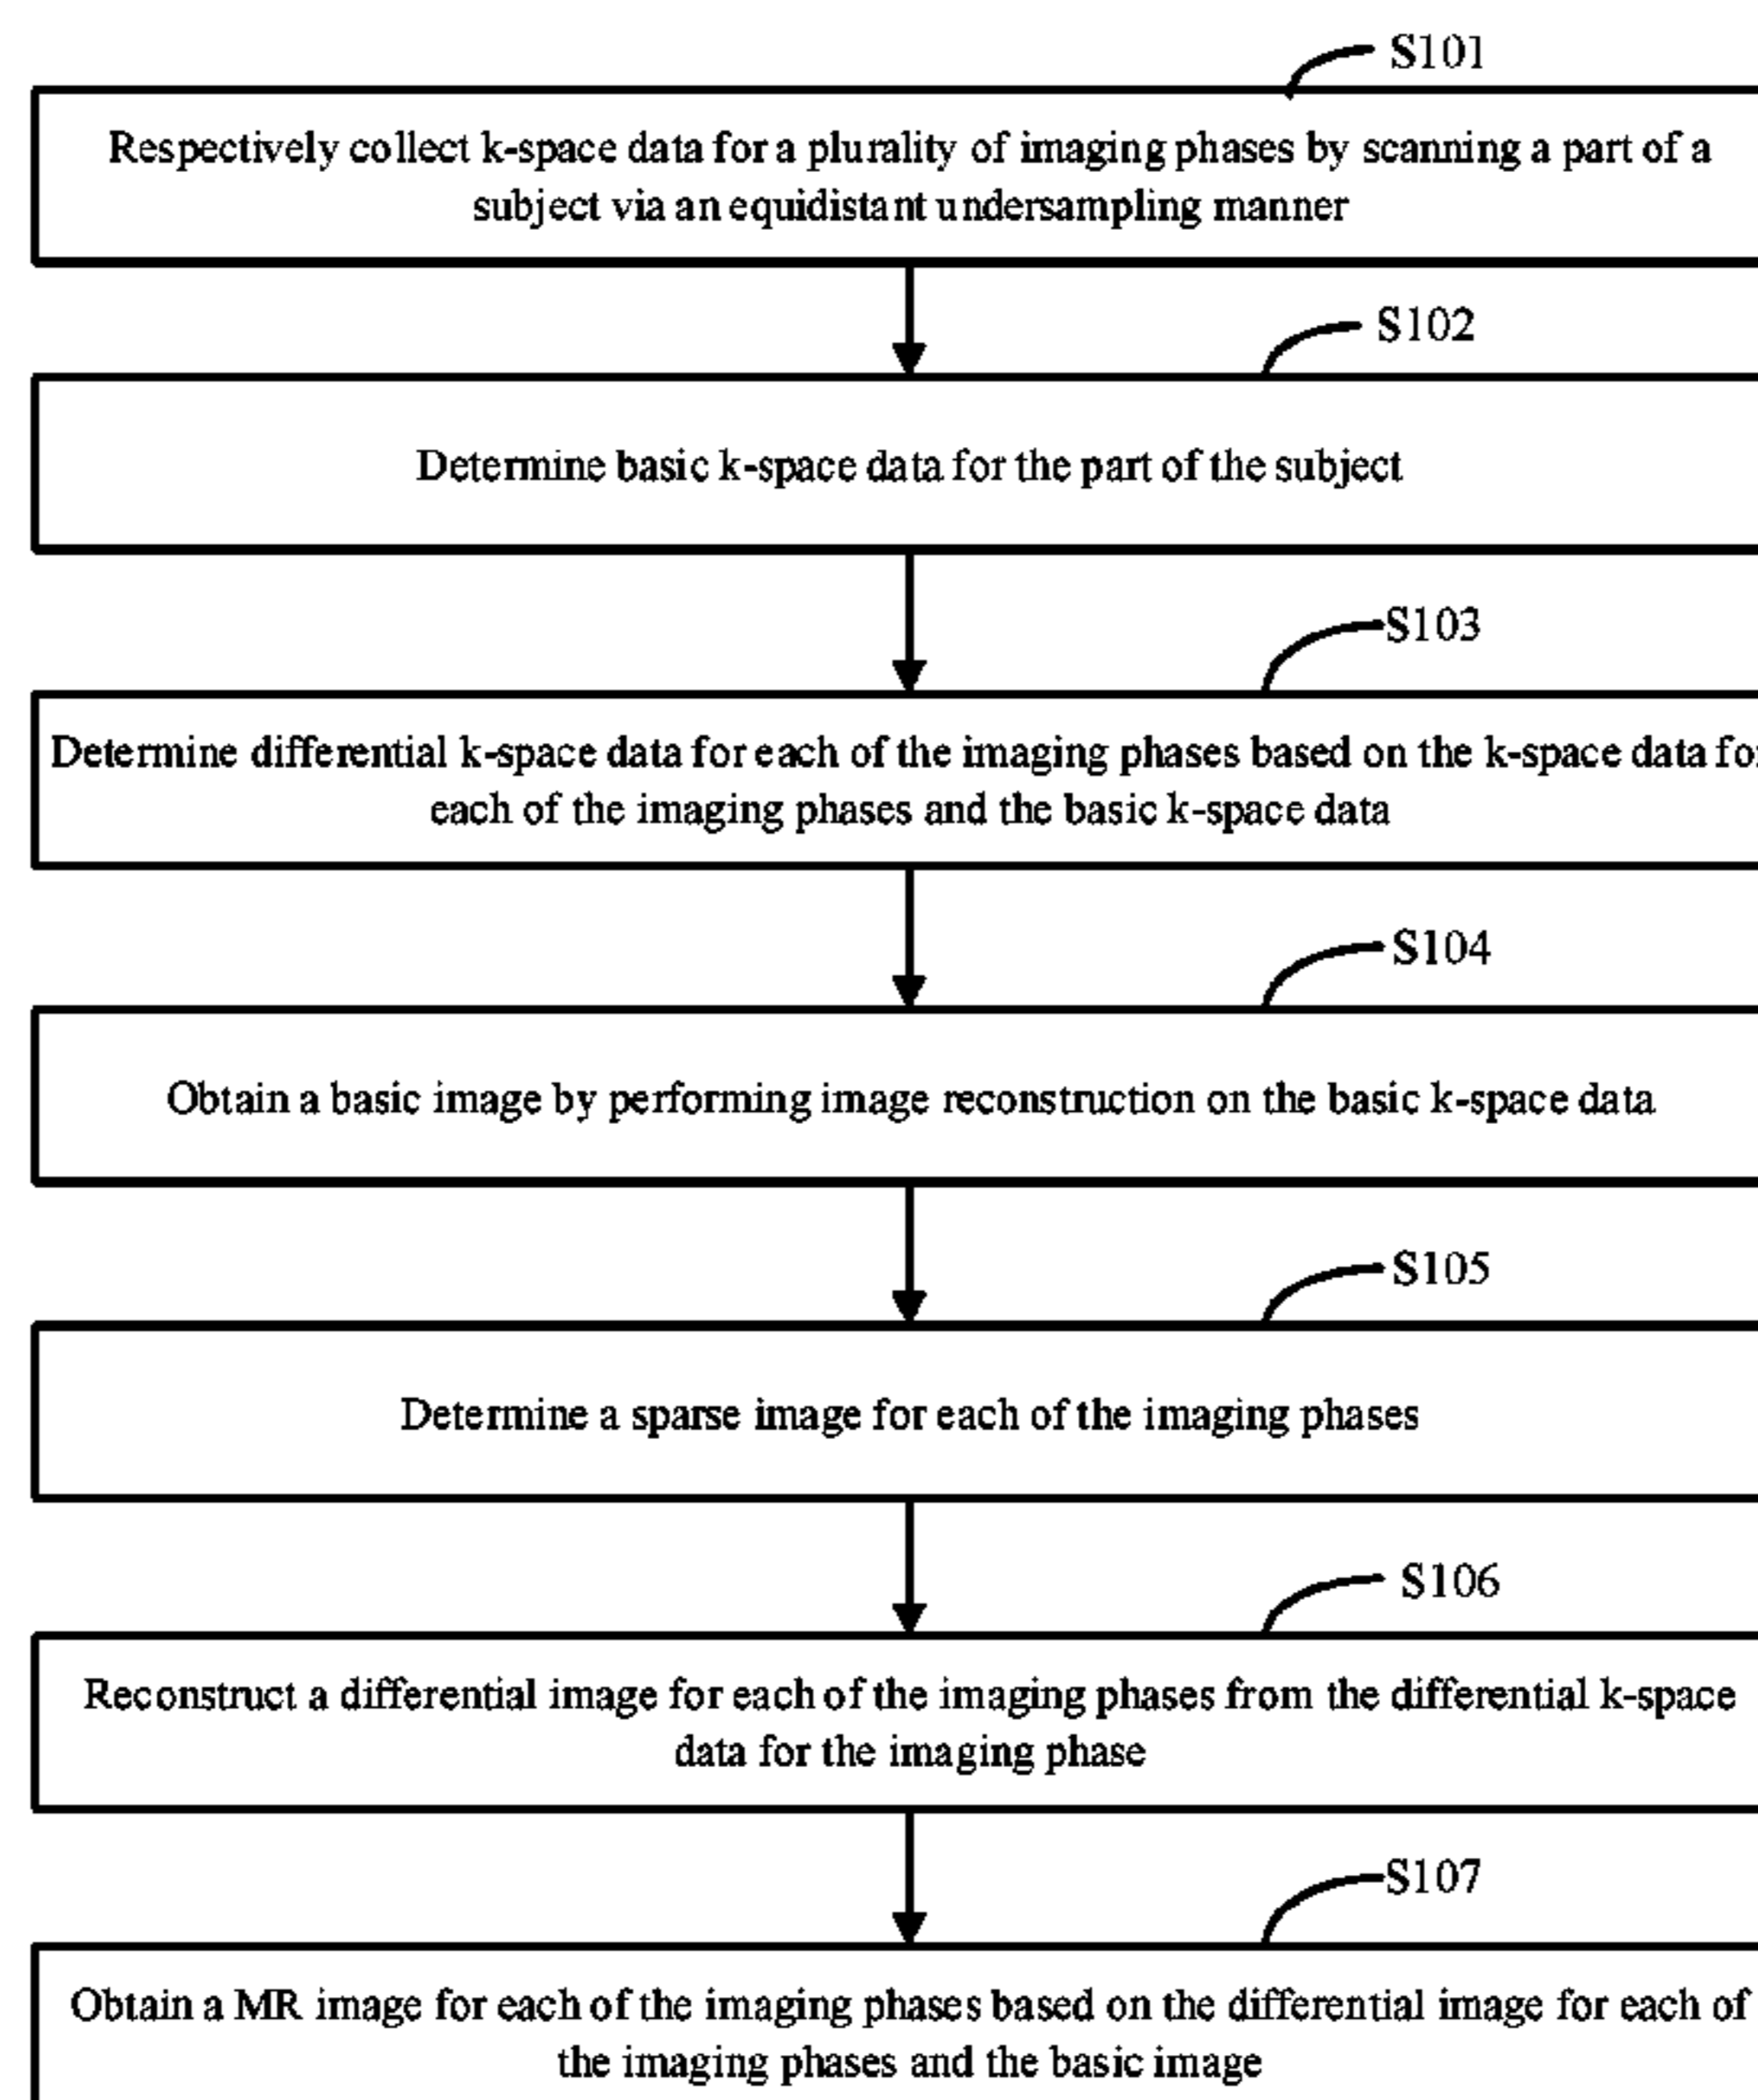 S101
Respectively collect k-space data for a plurality of imaging phases by scanning a part of a
subject via an equidistant undersampling manner
S102
Determine basic k-space data for the part of the subject
S103
Determine differential k-space data for each of the imaging phases based on the k-space data for
each of the imaging phases and the basic k-space data
S104
Obtain a basic image by performing image reconstruction on the basic k-space data
S105
Determine a sparse image for each of the imaging phases
S106
Reconstruct a differential image for each of the imaging phases from the differential k-space
data for the imaging phase
S107
Obtain a MR image for each of the imaging phases based on the differential image for each of
the imaging phases and the basic image